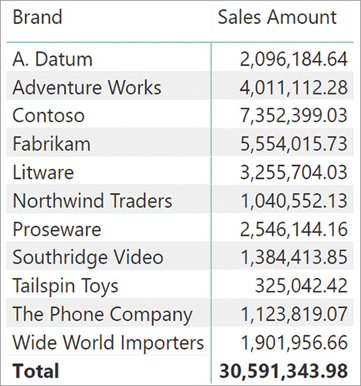 Brand Sales Amount
A. Datum 2,096,184.64
Adventure Works 4,011,112.28
Contoso 7,352,399.03
Fabrikam 5,554,015.73
Litware 3,255,704.03
Northwind Traders 1,040,552.13
Proseware 2,546,144.16
Southridge Video 1,384,413.85
Tailspin Toys 325,042.42
The Phone Company 1,123,819.07
Wide World Importers 1,901,956.66
Total 30,591,343.98